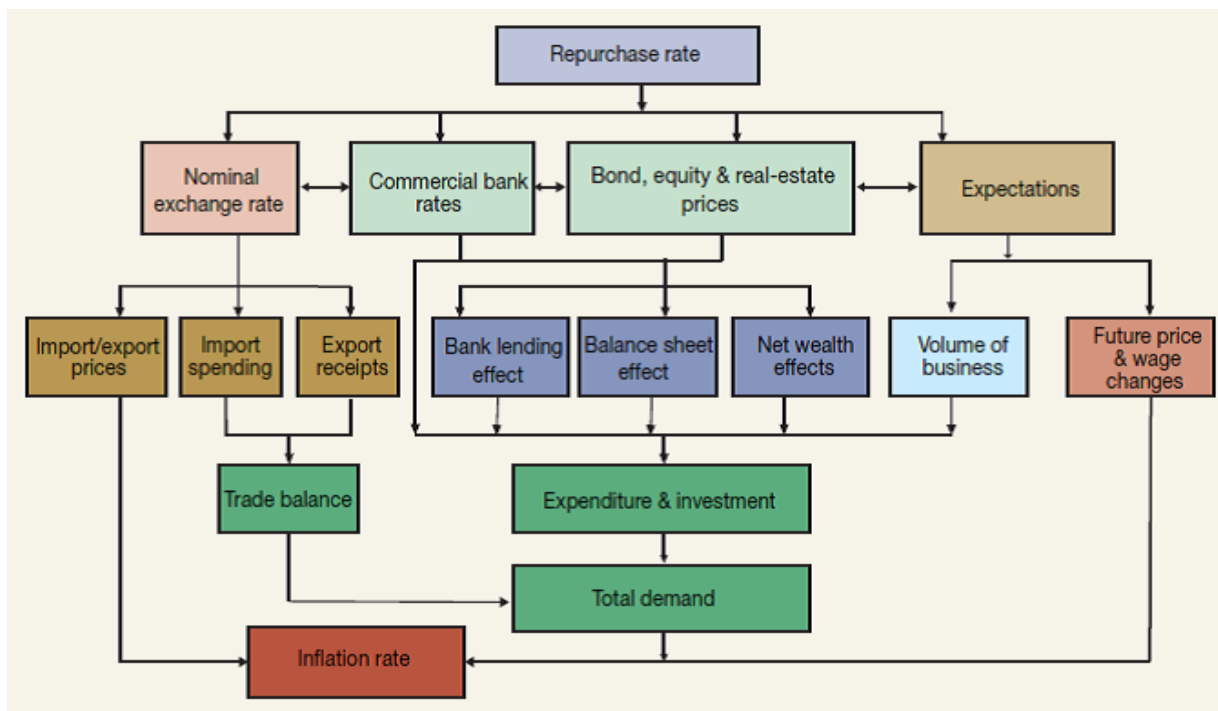 Repurchase rate
Nominal
exchange rate
Commercial bank
rates
Bond, equity & real-estate
prices
Expectations
Import/export
prices
Import
spending
Export
receipts
Bank lending
effect
Balance sheet
effect
Net wealth
effects
Volume of
business
Future price
& wage
changes
Trade balance
Expenditure & investment
Total demand
Inflation rate